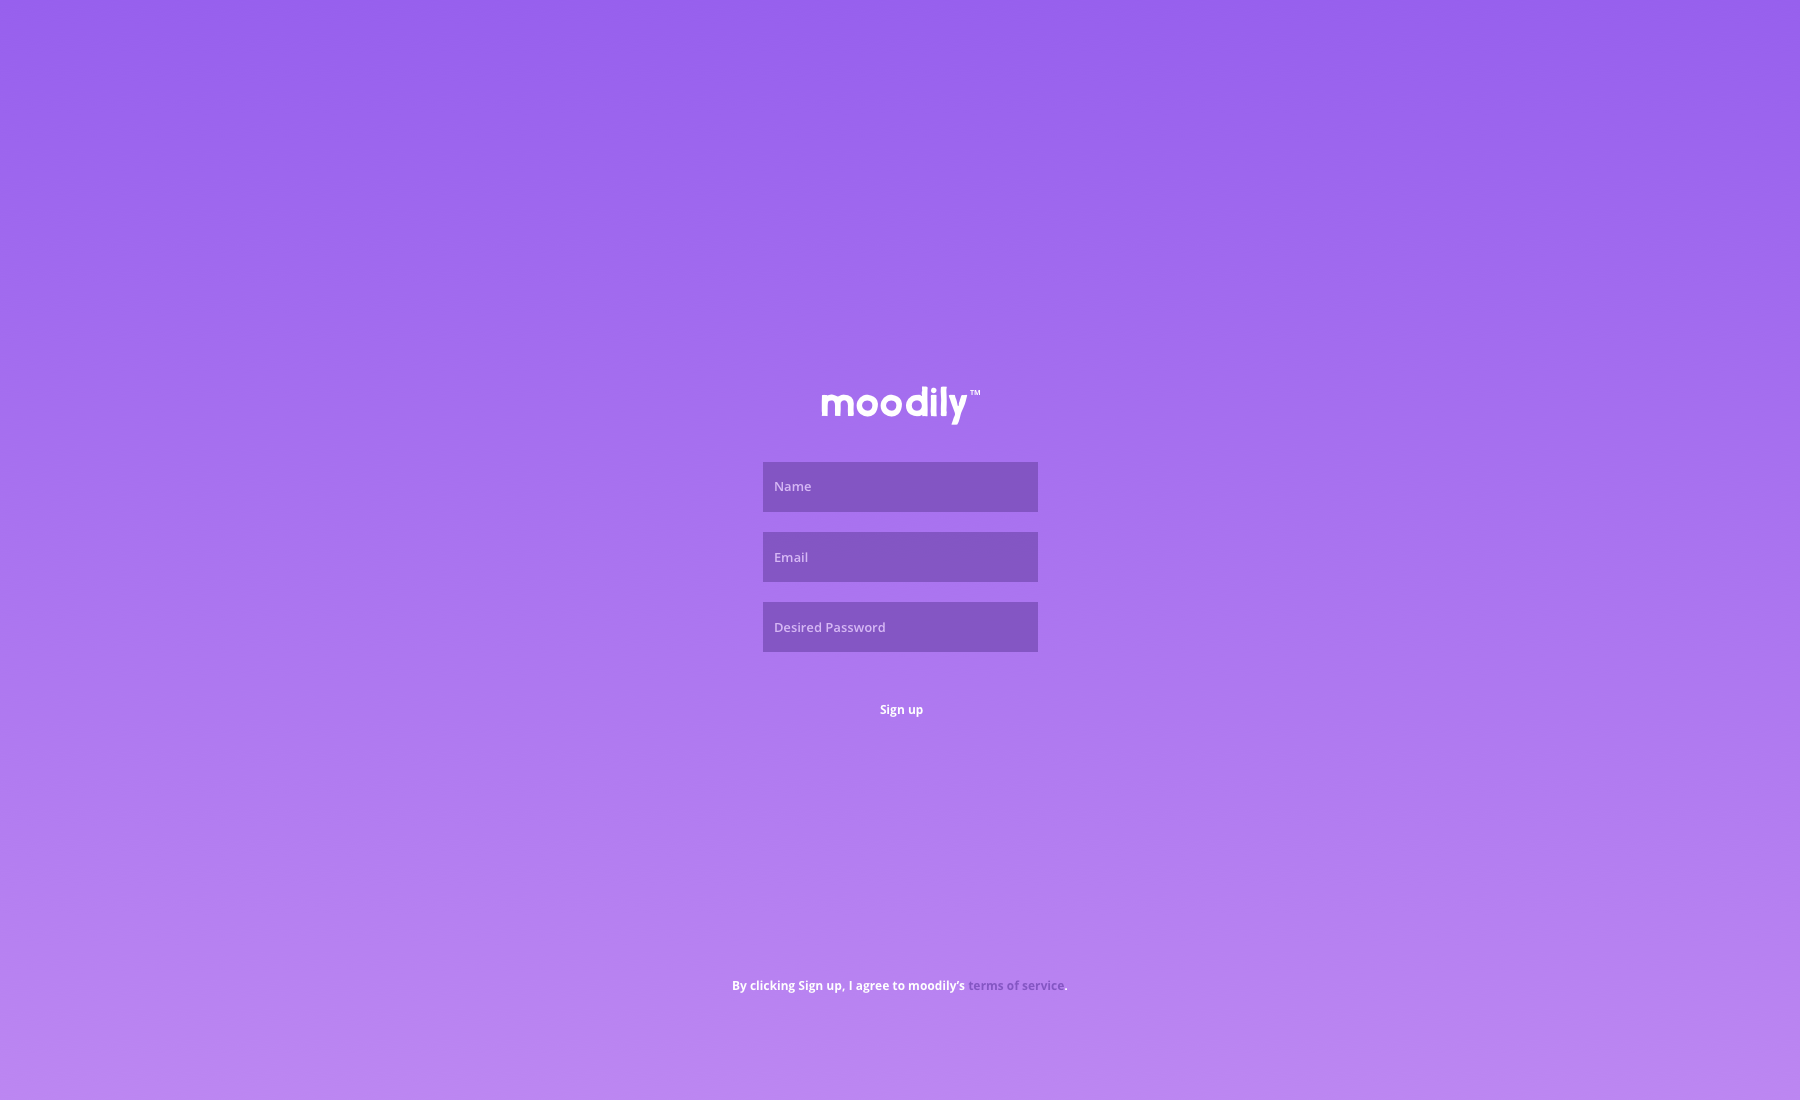 moodily™
Name
Email
Desired Password
Sign up
By clicking Sign up, I agree to moodily’s terms of service.